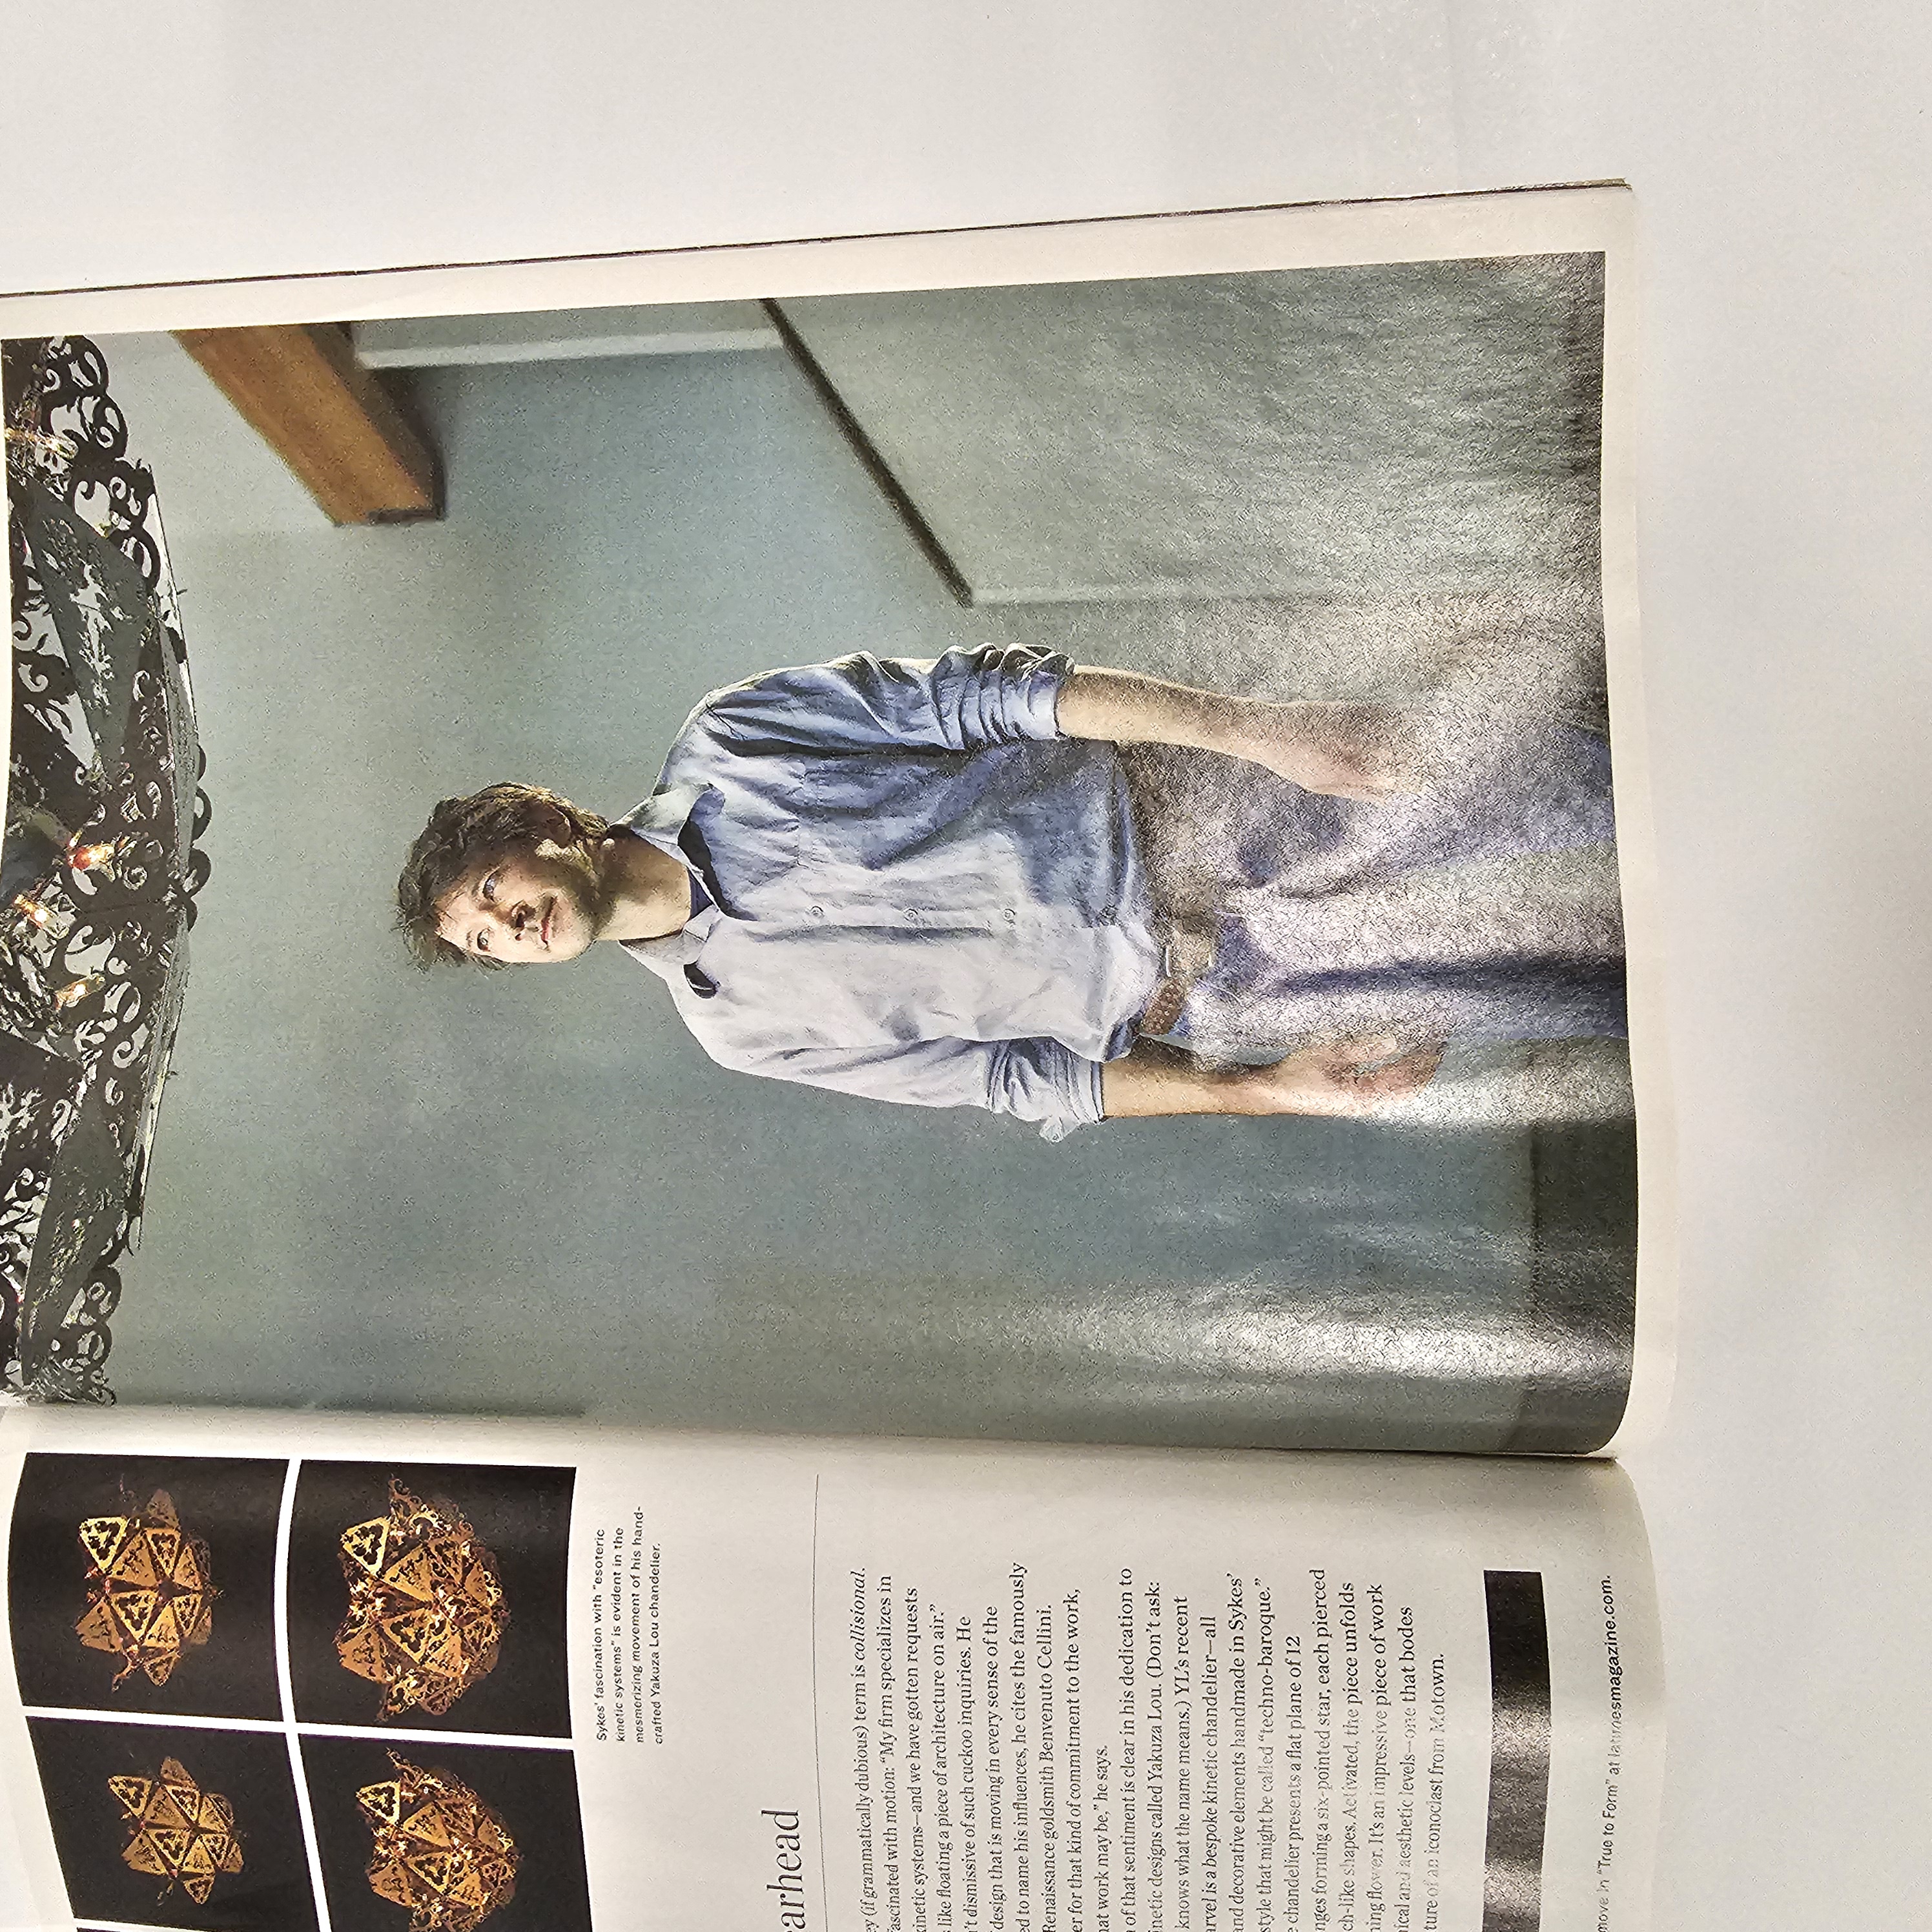 Sykes' fascination with "esoteric
kinetic systems" is evident in the
mesmerizing movement of his hand-
crafted Yakuza Lou chandelier.
earhead
ey (if grammatically dubious) term is collisional.
fascinated with motion: “My firm specializes in
kinetic systems—and we have gotten requests
s like floating a piece of architecture on air.”
n’t dismissive of such cuckoo inquiries. He
f design that is moving in every sense of the
ed to name his influences, he cites the famously
Renaissance goldsmith Benvenuto Cellini.
er for that kind of commitment to the work,
hat work may be,” he says.
of that sentiment is clear in his dedication to
kinetic designs called Yakuza Lou. (Don’t ask:
knows what the name means.) YL’s recent
arvel is a bespoke kinetic chandelier—all
and decorative elements handmade in Sykes’
style that might be called “techno-baroque.”
e chandelier presents a flat plane of 12
nges forming a six-pointed star, each pierced
ch-like shapes. Activated, the piece unfolds
ning flower. It’s an impressive piece of work
nical and aesthetic levels—one that bodes
ture of an iconoclast from Motown.
move in "True to Form" at latimesmagazine.com.